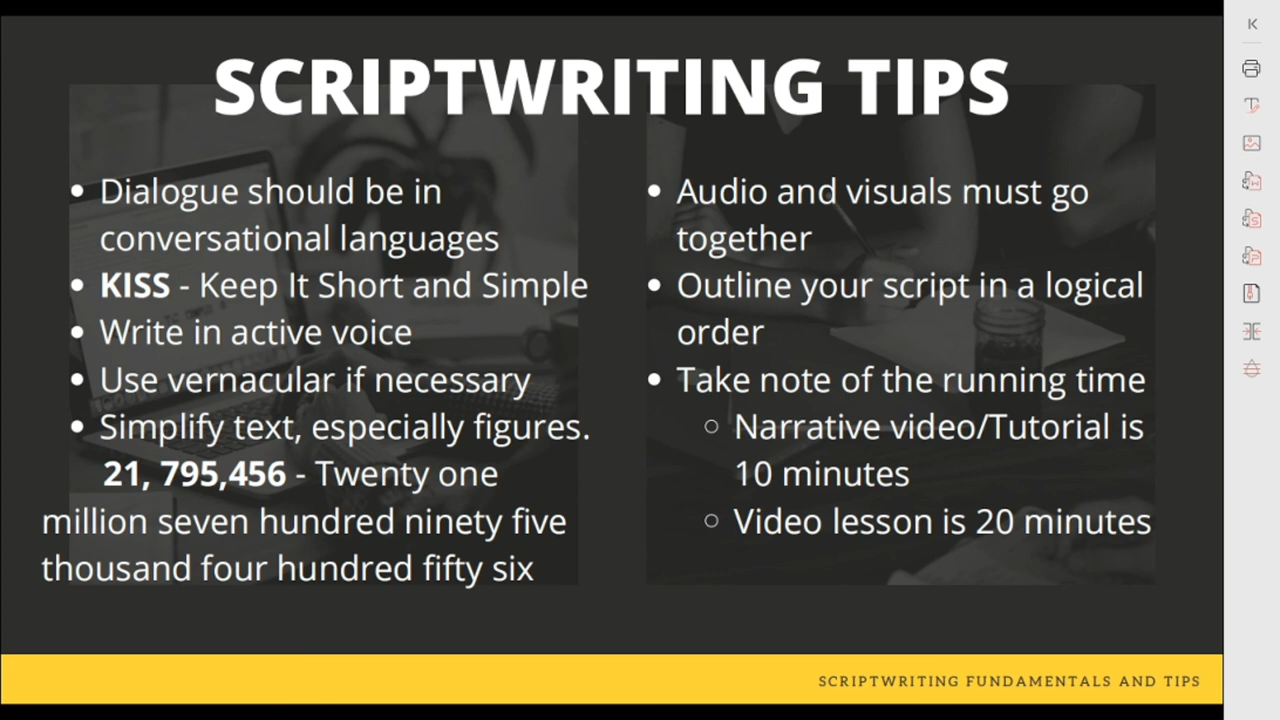 SCRIPTWRITING TIPS
• Dialogue should be in
conversational languages
• KISS - Keep It Short and Simple
• Write in active voice
• Use vernacular if necessary
• Simplify text, especially figures.
21, 795,456 - Twenty one
million seven hundred ninety five
thousand four hundred fifty six
• Audio and visuals must go
together
• Outline your script in a logical
order
• Take note of the running time
○ Narrative video/Tutorial is
10 minutes
○ Video lesson is 20 minutes
SCRIPTWRITING FUNDAMENTALS AND TIPS